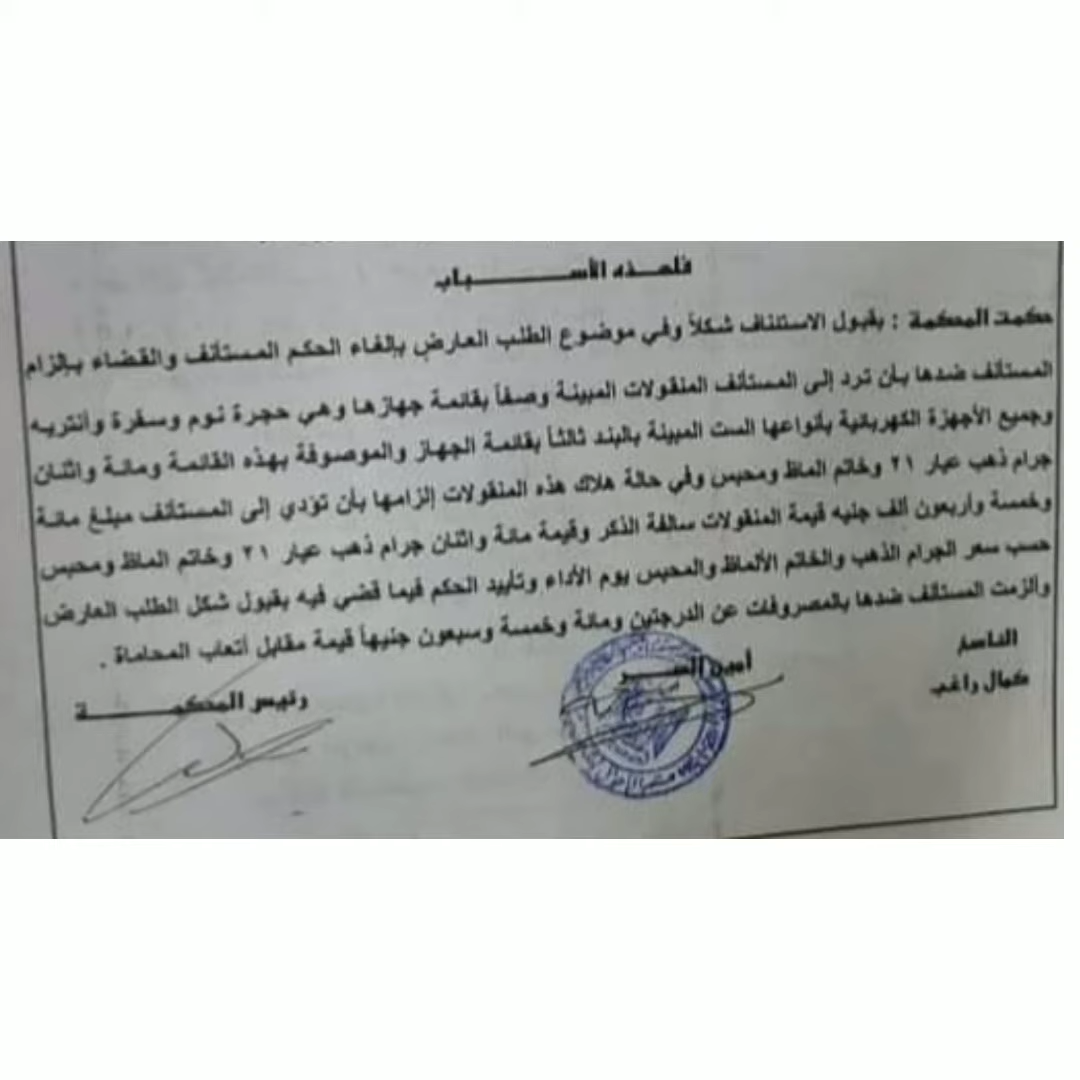 فلهذه الأسباب
حكمت المحكمة : بقبول الاستئناف شكلاً وفي موضوع الطلب العارض بإلغاء الحكم المستأنف والقضاء بإلزام
المستأنف ضدها بأن ترد إلى المستأنف المنقولات المبينة وصفاً بقائمة جهازها وهي حجرة نوم وسفرة وأنتريه
وجميع الأجهزة الكهربائية بأنواعها الست المبينة بالبند ثالثاً بقائمة الجهاز والموصوفة بهذه القائمة ومائة واثنان
جرام ذهب عيار ٢١ وخاتم الماظ ومحبس وفي حالة هلاك هذه المنقولات إلزامها بأن تؤدي إلى المستأنف مبلغ مائة
وخمسة وأربعون ألف جنيه قيمة المنقولات سالفة الذكر وقيمة مائة واثنان جرام ذهب عيار ٢١ وخاتم الماظ ومحبس
حسب سعر الجرام الذهب والخاتم الألماظ والمحبس يوم الأداء وتأييد الحكم فيما قضي فيه بقبول شكل الطلب العارض
وألزمت المستأنف ضدها بالمصروفات عن الدرجتين ومائة وخمسة وسبعون جنيهاً قيمة مقابل أتعاب المحاماة .
الناسخ أمين السر ورئيس المحكمة
كمال راغب